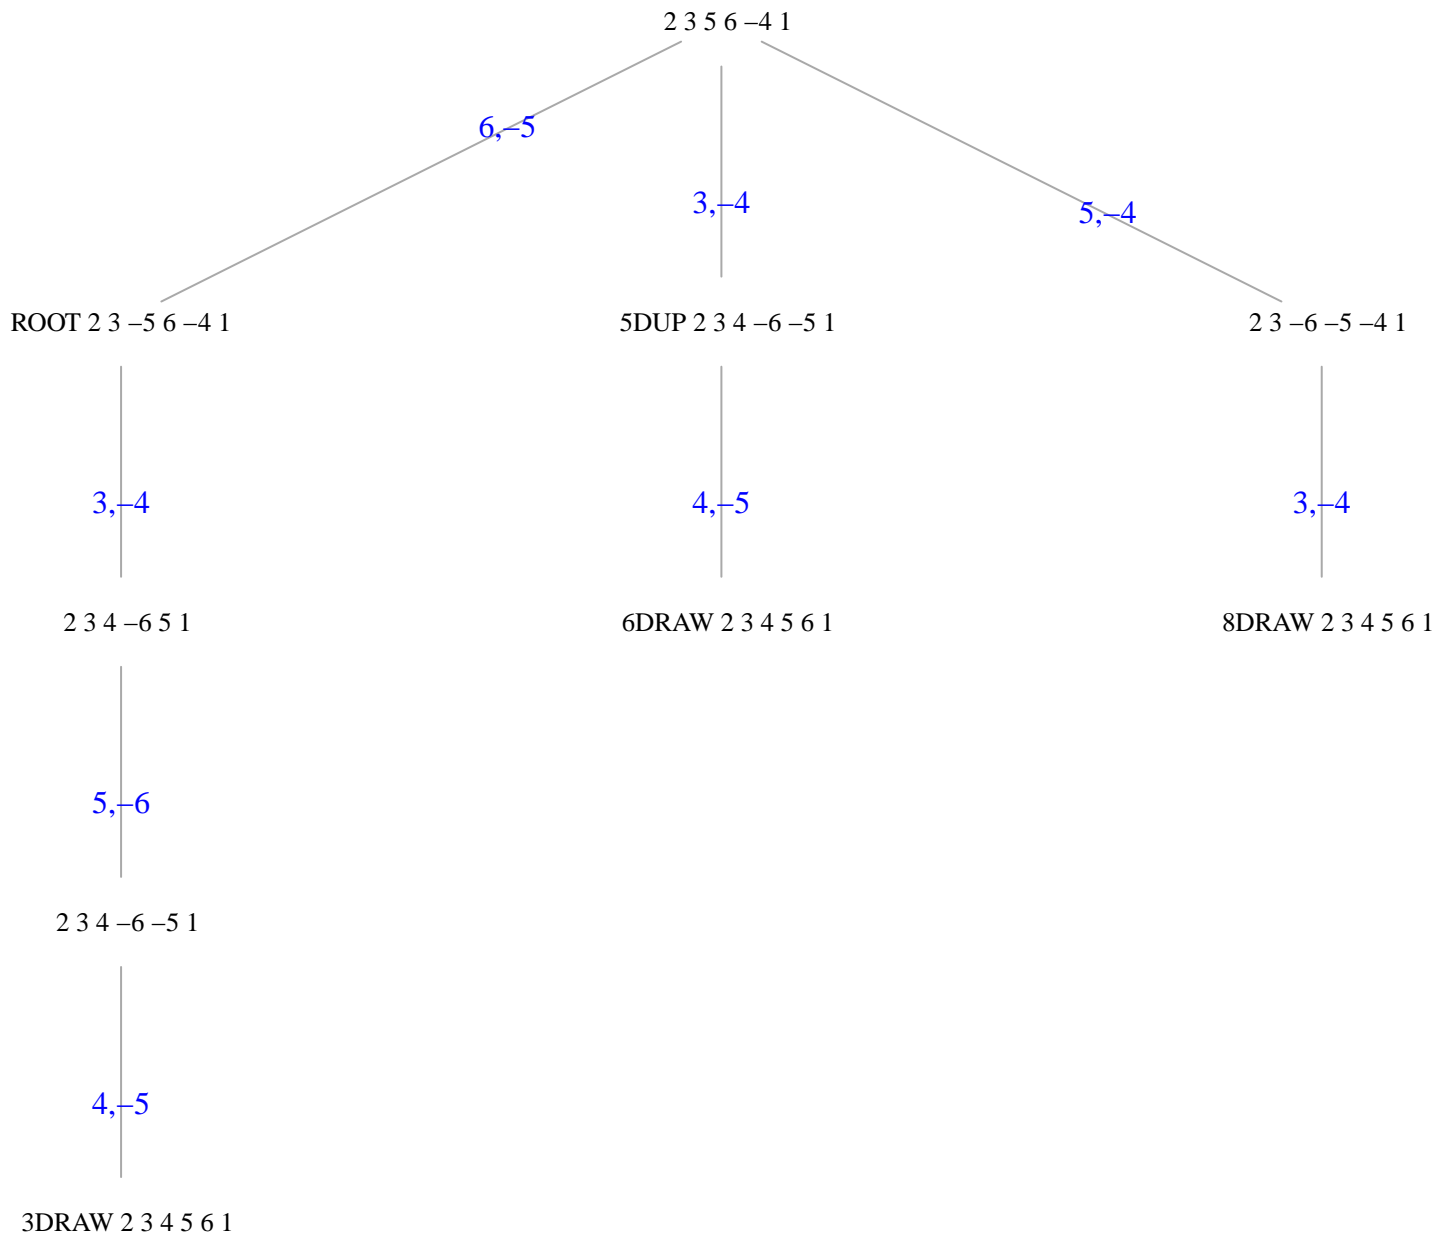 2 3 5 6 –4 1
6,–5
3,–4
5,–4
ROOT 2 3 –5 6 –4 1
5DUP 2 3 4 –6 –5 1
2 3 –6 –5 –4 1
3,–4
4,–5
3,–4
2 3 4 –6 5 1
6DRAW 2 3 4 5 6 1
8DRAW 2 3 4 5 6 1
5,–6
2 3 4 –6 –5 1
4,–5
3DRAW 2 3 4 5 6 1